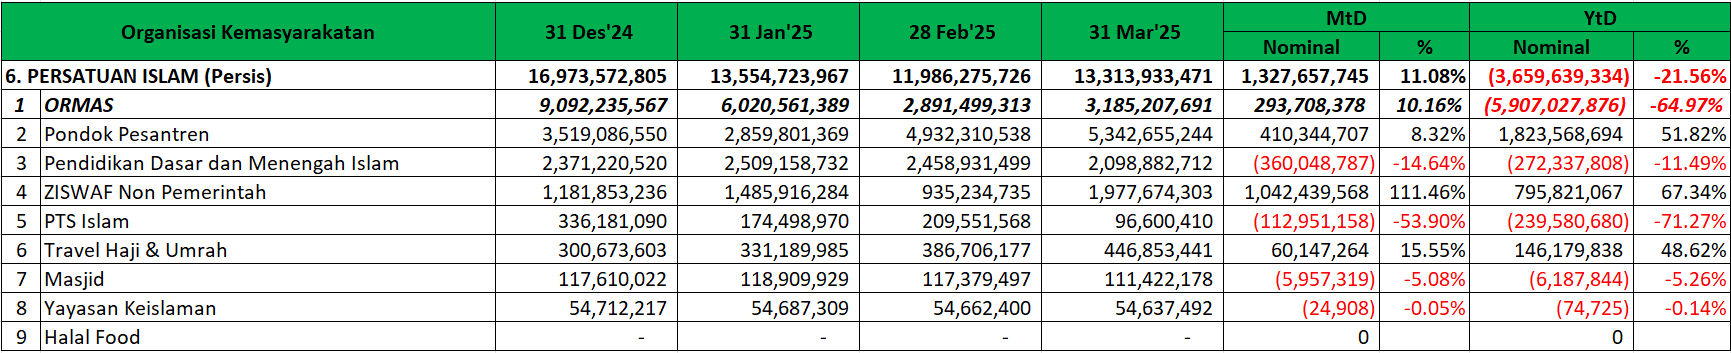 Organisasi Kemasyarakatan 31 Des'24 31 Jan'25 28 Feb'25 31 Mar'25 MtD YtD
Nominal % Nominal %
6. PERSATUAN ISLAM (Persis) 16,973,572,805 13,554,723,967 11,986,275,726 13,313,933,471 1,327,657,745 11.08% (3,659,639,334) -21.56%
1 ORMAS 9,092,235,567 6,020,561,389 2,891,499,313 3,185,207,691 293,708,378 10.16% (5,907,027,876) -64.97%
2 Pondok Pesantren 3,519,086,550 2,859,801,369 4,932,310,538 5,342,655,244 410,344,707 8.32% 1,823,568,694 51.82%
3 Pendidikan Dasar dan Menengah Islam 2,371,220,520 2,509,158,732 2,458,931,499 2,098,882,712 (360,048,787) -14.64% (272,337,808) -11.49%
4 ZISWAF Non Pemerintah 1,181,853,236 1,485,916,284 935,234,735 1,977,674,303 1,042,439,568 111.46% 795,821,067 67.34%
5 PTS Islam 336,181,090 174,498,970 209,551,568 96,600,410 (112,951,158) -53.90% (239,580,680) -71.27%
6 Travel Haji & Umrah 300,673,603 331,189,985 386,706,177 446,853,441 60,147,264 15.55% 146,179,838 48.62%
7 Masjid 117,610,022 118,909,929 117,379,497 111,422,178 (5,957,319) -5.08% (6,187,844) -5.26%
8 Yayasan Keislaman 54,712,217 54,687,309 54,662,400 54,637,492 (24,908) -0.05% (74,725) -0.14%
9 Halal Food - - - - 0 0